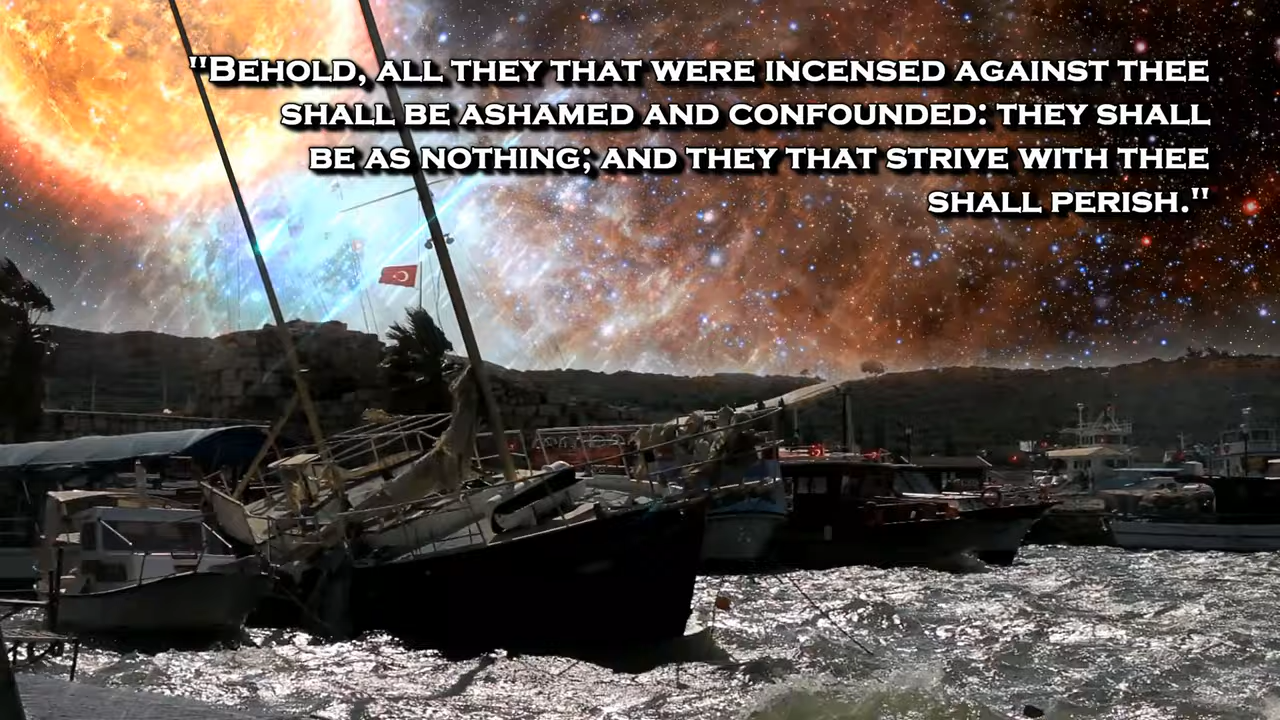 "Behold, all they that were incensed against thee
shall be ashamed and confounded: they shall
be as nothing; and they that strive with thee
shall perish."